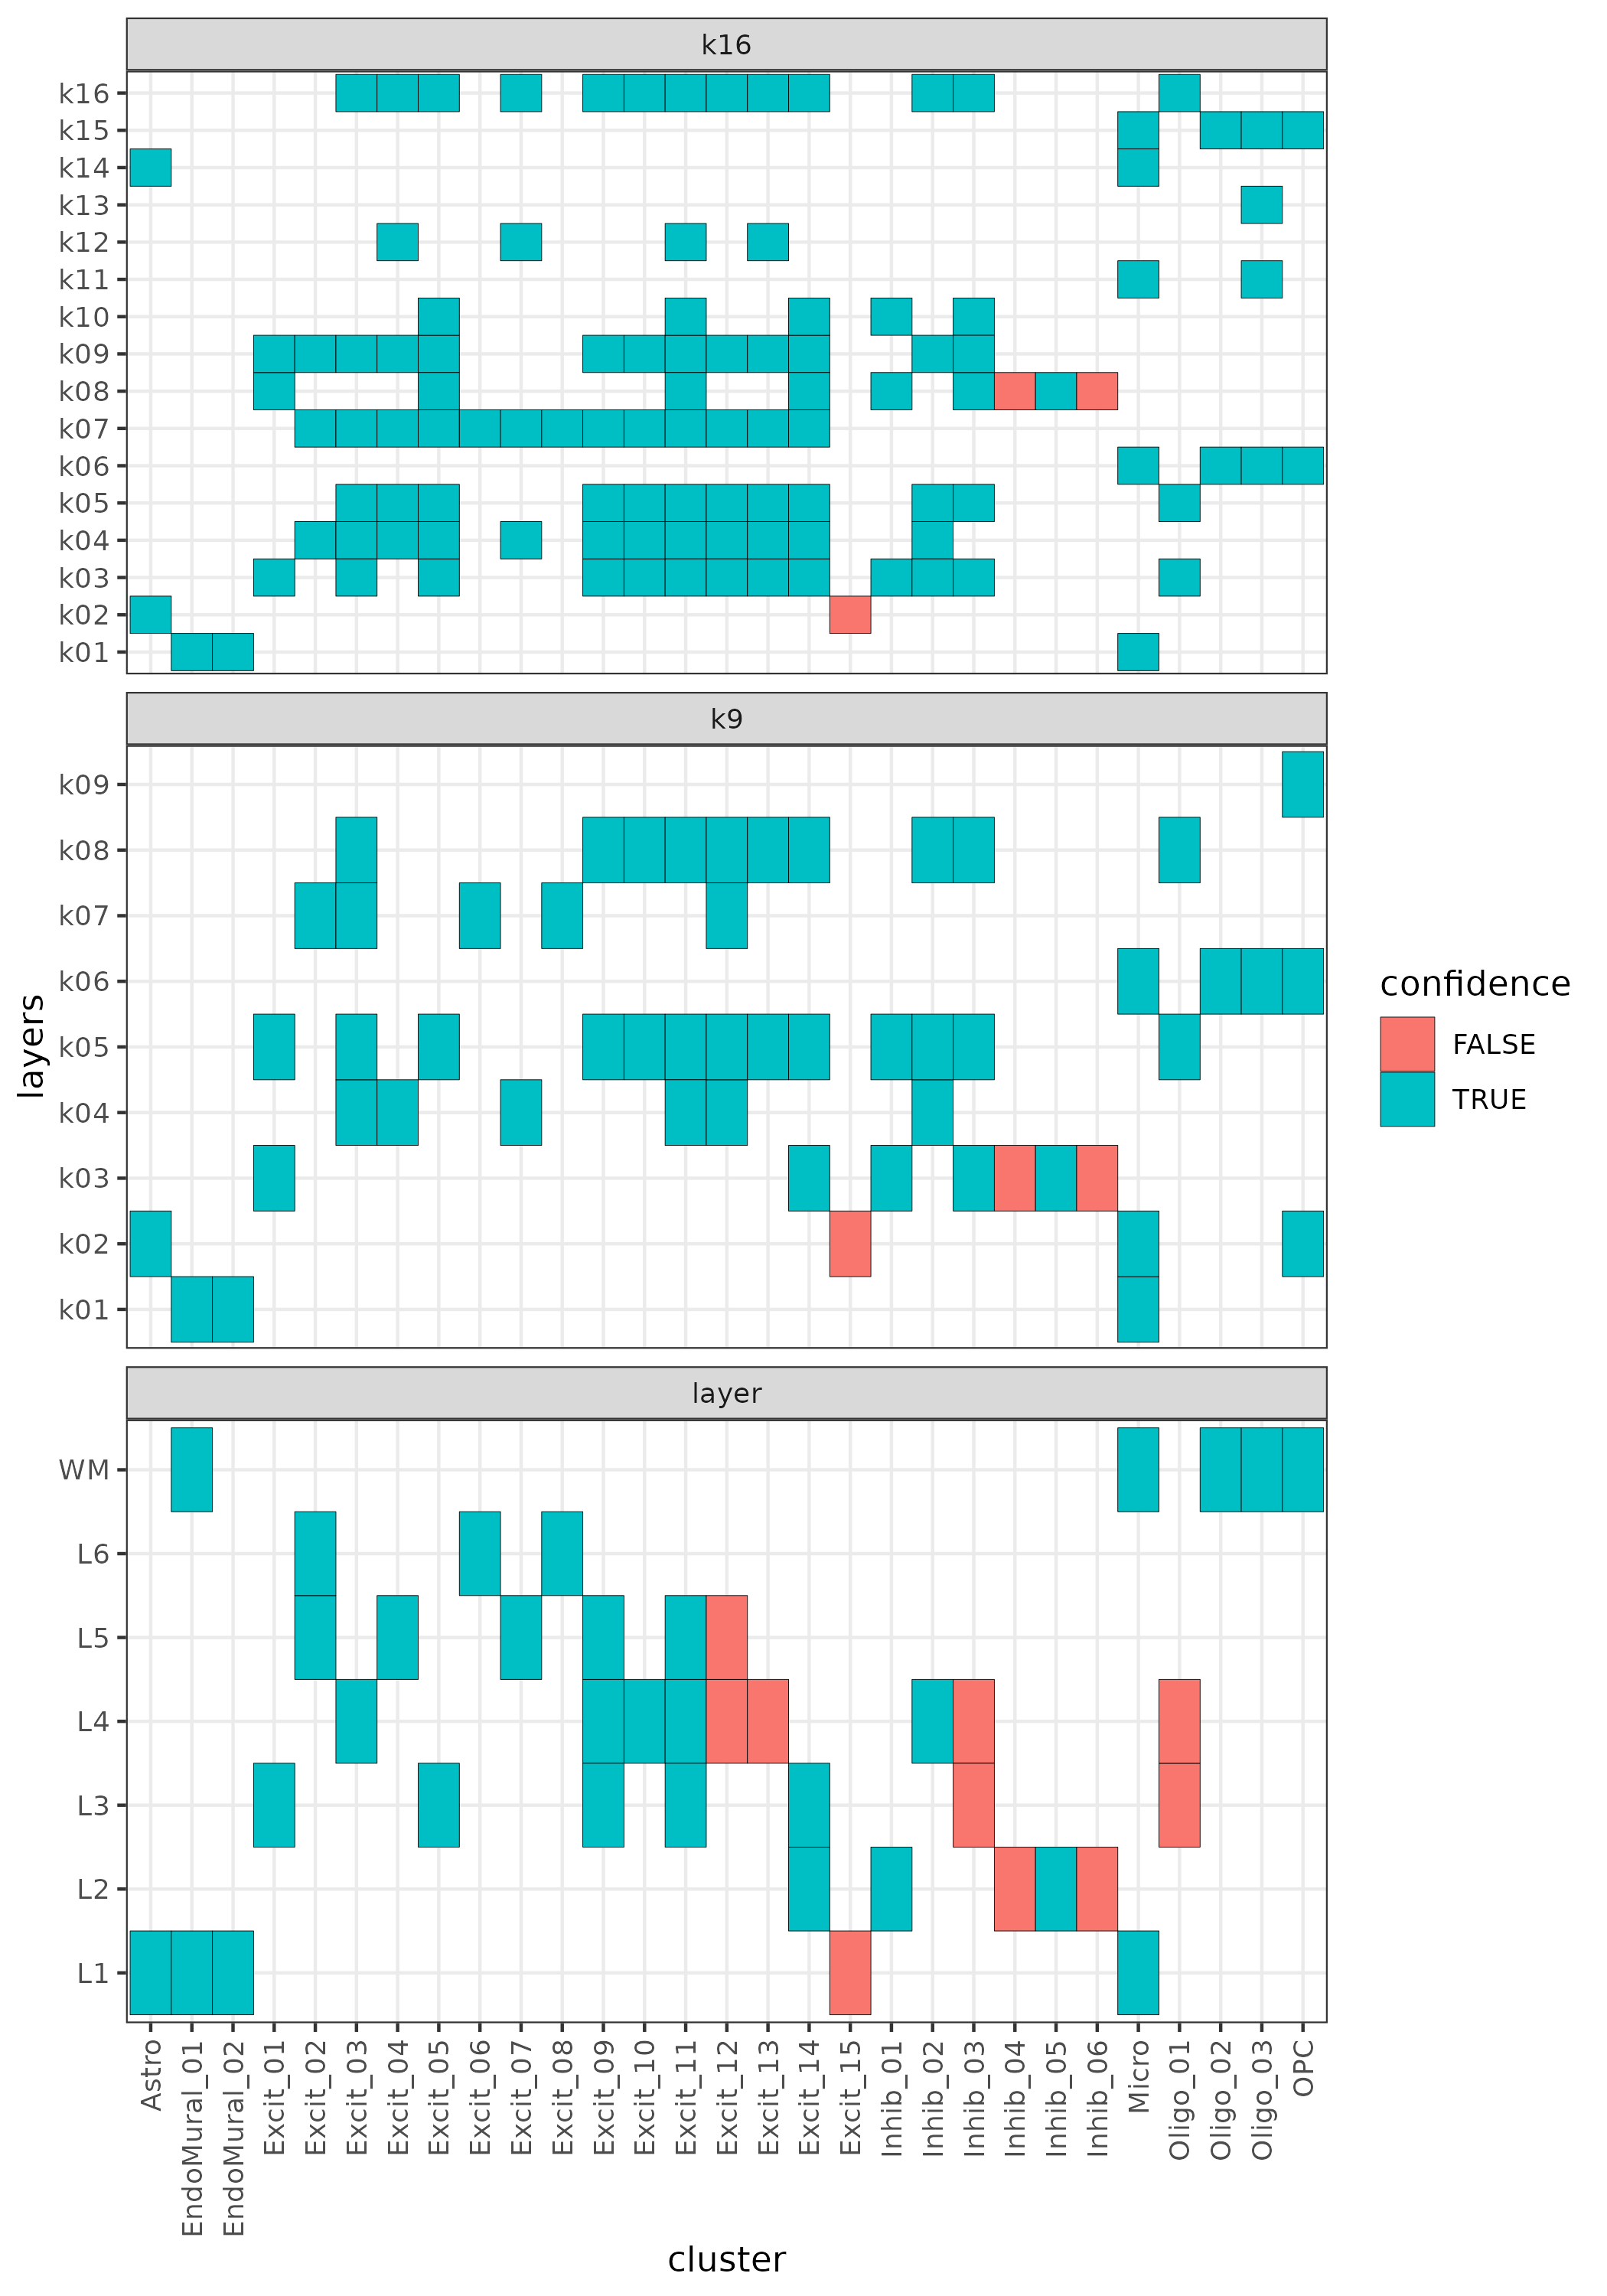 k16
k16
k15
k14
k13
k12
k11
k10
k09
k08
k07
k06
k05
k04
k03
k02
k01
k9
k09
k08
k07
k06
k05
k04
k03
k02
k01
layer
WM
L6
L5
L4
L3
L2
L1
layers
Astro
EndoMural_01
EndoMural_02
Excit_01
Excit_02
Excit_03
Excit_04
Excit_05
Excit_06
Excit_07
Excit_08
Excit_09
Excit_10
Excit_11
Excit_12
Excit_13
Excit_14
Excit_15
Inhib_01
Inhib_02
Inhib_03
Inhib_04
Inhib_05
Inhib_06
Micro
Oligo_01
Oligo_02
Oligo_03
OPC
cluster
confidence
FALSE
TRUE